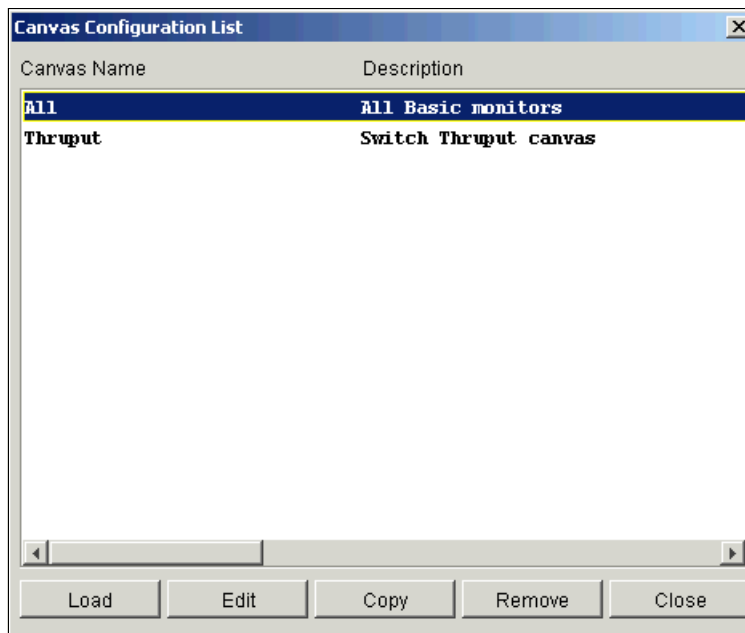 Canvas Configuration List
Canvas Name Description
All All Basic monitors
Thruput Switch Thruput canvas
Load Edit Copy Remove Close